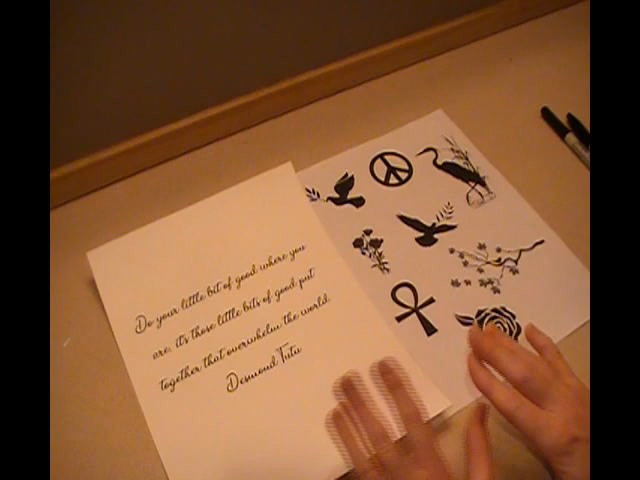 Do your little bit of good where you
are. it's those little bits of good put
together that overwhelm the world.
Desmond Tutu